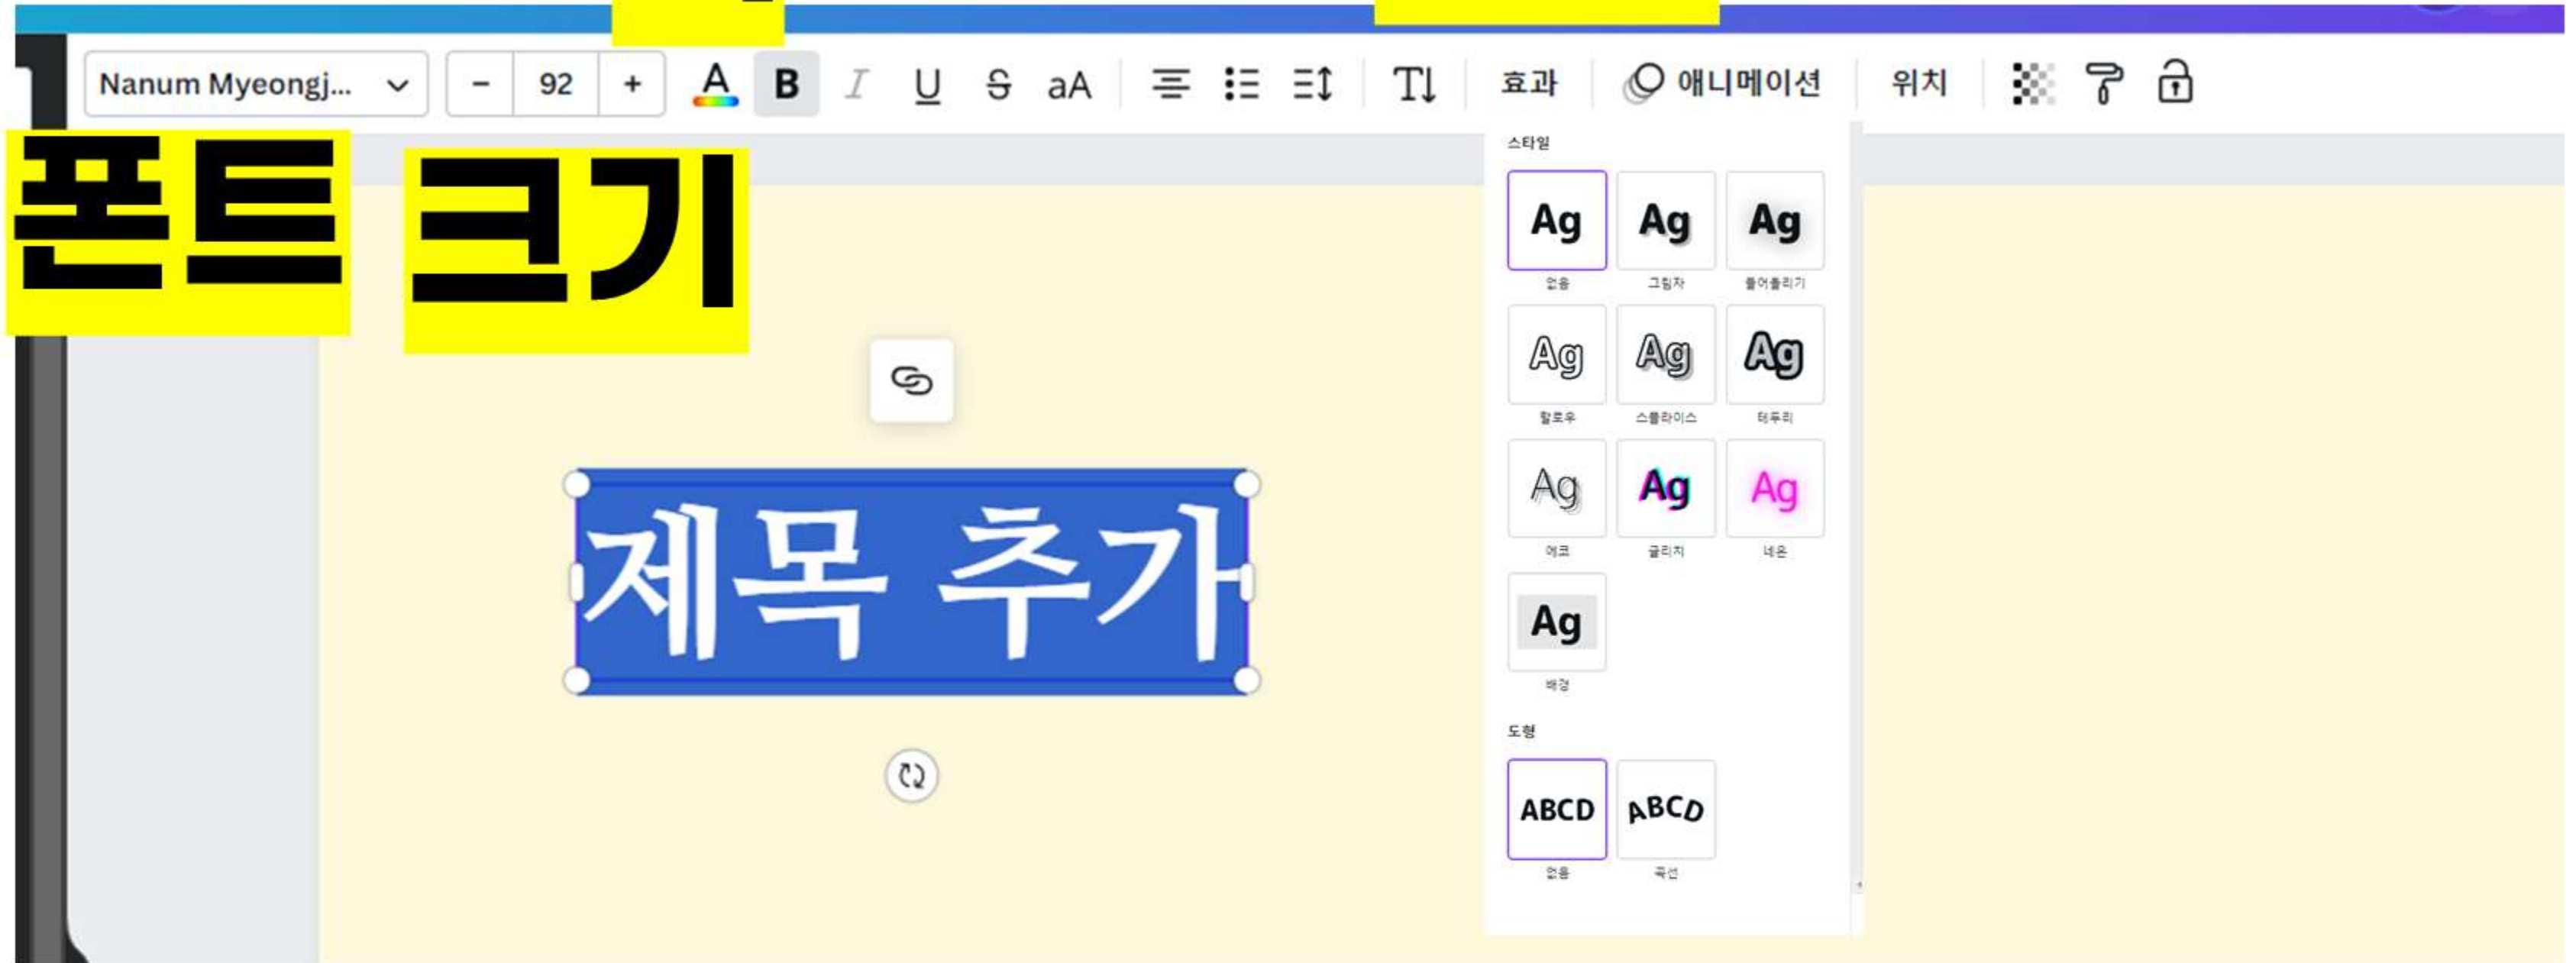 Nanum Myeongj... - 92 + A B I U S aA 효과 애니메이션 위치
폰트 크기
스타일
Ag Ag Ag
없음 그림자 들어올리기
Ag Ag Ag
할로우 스플라이스 테두리
Ag Ag Ag
에코 글리치 네온
제목 추가
Ag
배경
도형
ABCD ABCD
없음 곡선